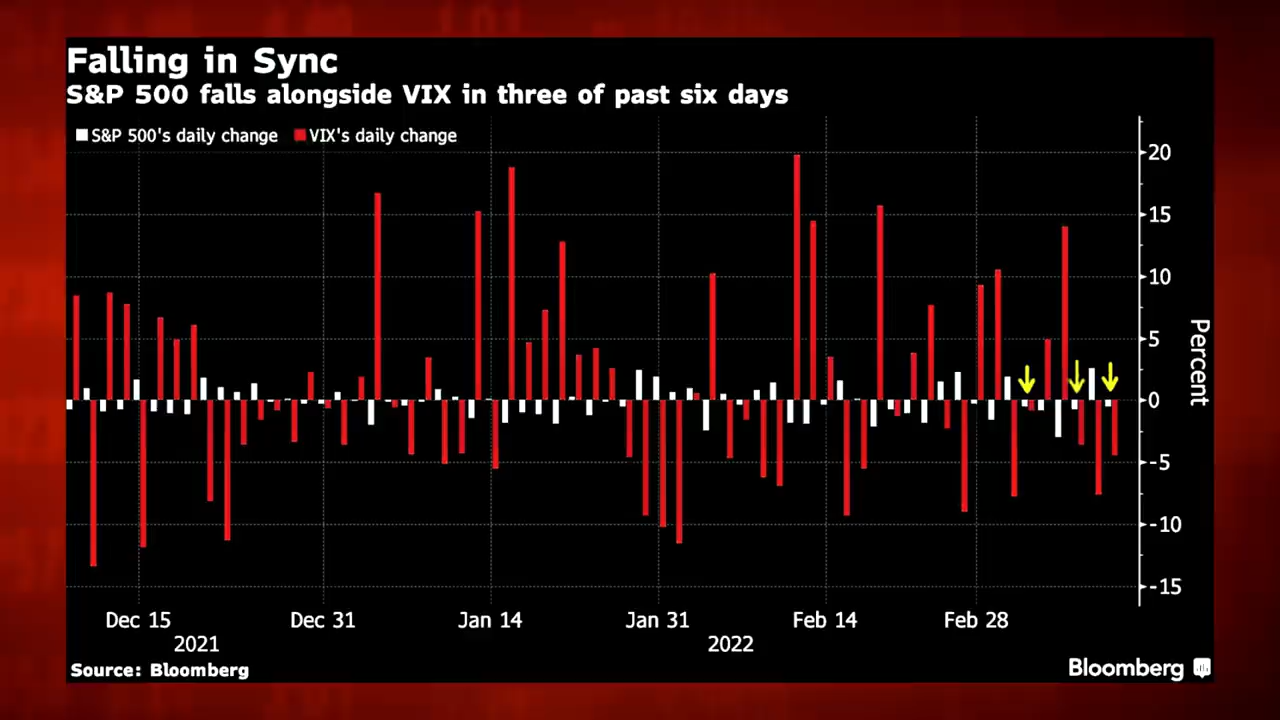 Falling in Sync
S&P 500 falls alongside VIX in three of past six days
S&P 500's daily change VIX's daily change
20
15
10
5
0
-5
-10
-15
Percent
Dec 15 Dec 31 Jan 14 Jan 31 Feb 14 Feb 28
2021 2022
Source: Bloomberg
Bloomberg